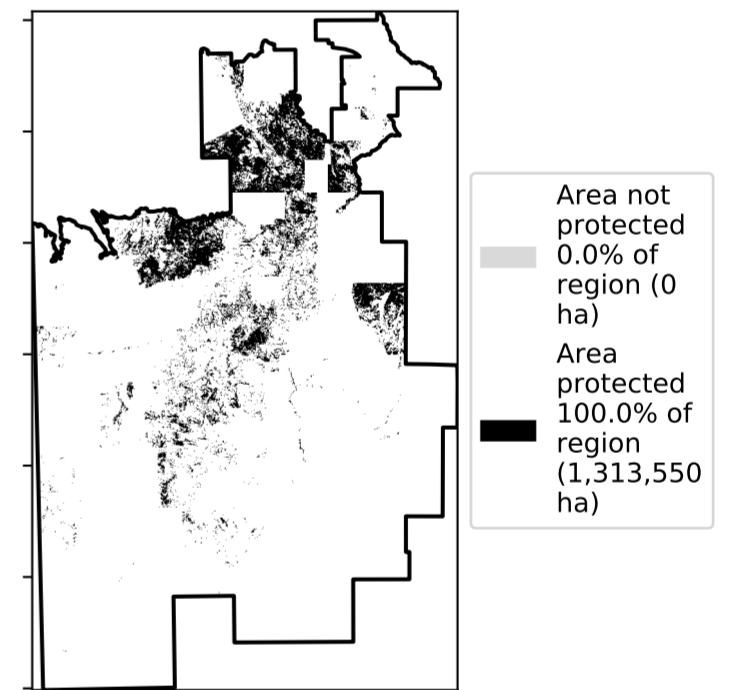 Area not
protected
0.0% of
region (0
ha)
Area
protected
100.0% of
region
(1,313,550
ha)